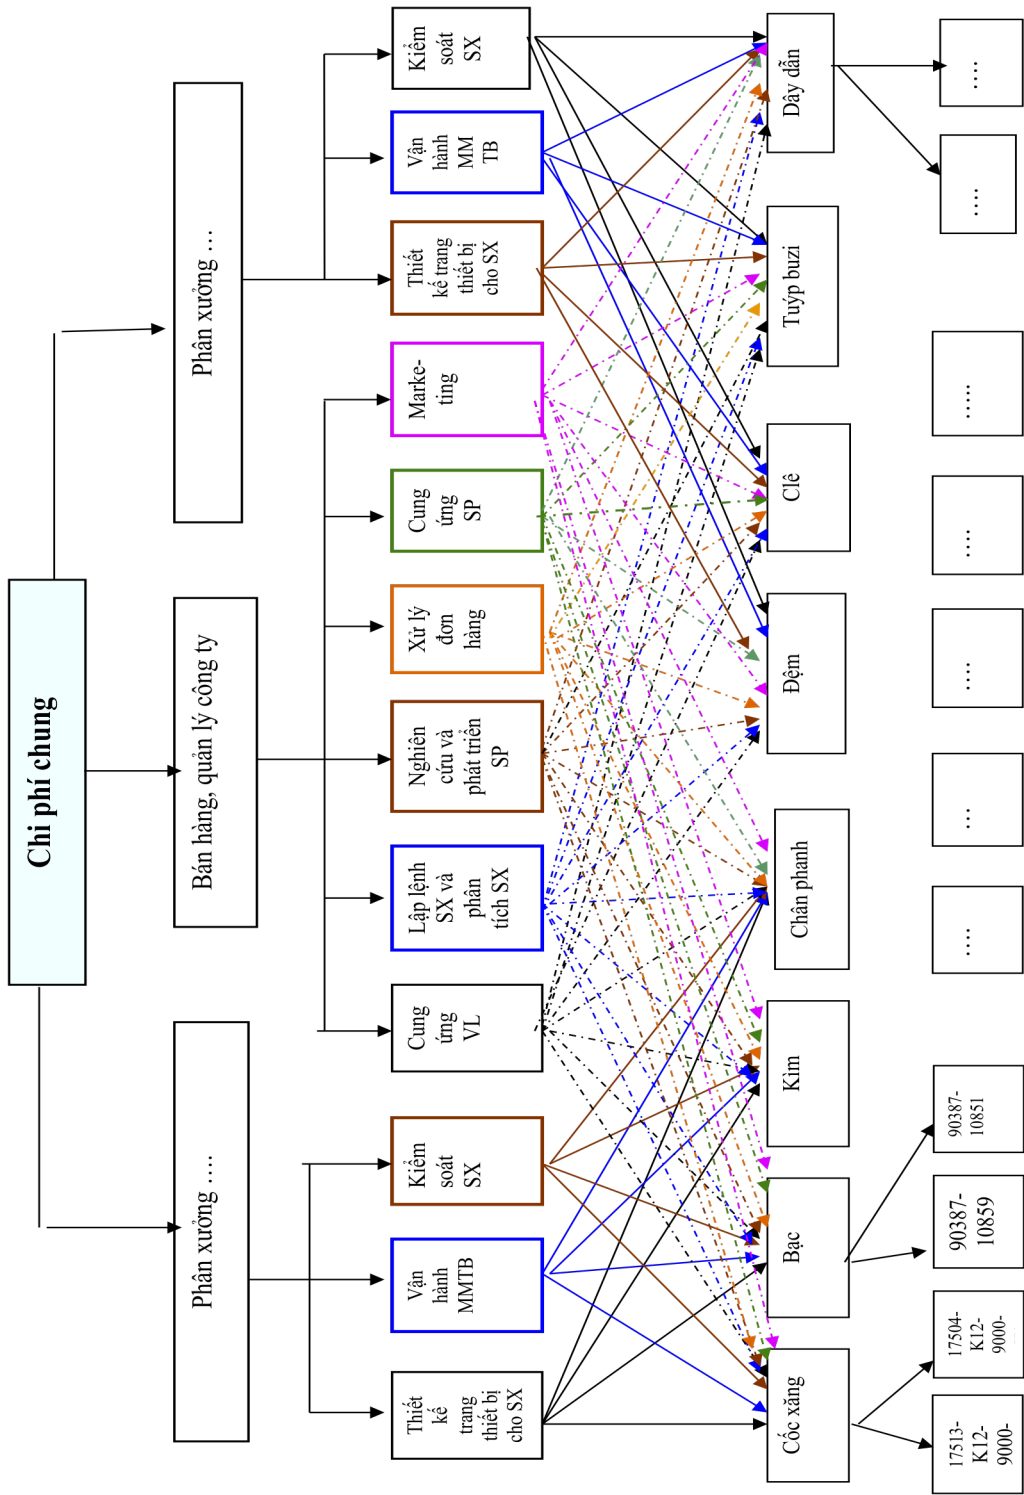 Chi phí chung
Phân xưởng ….
Bán hàng, quản lý công ty
Phân xưởng …
Thiết
kế
trang
thiết bị
cho SX
Vận
hành
MMTB
Kiểm
soát
SX
Cung
ứng
VL
Lập lệnh
SX và
phân
tích SX
Nghiên
cứu và
phát triển
SP
Xử lý
đơn
hàng
Cung
ứng
SP
Marke-
ting
Thiết
kế trang
thiết bị
cho SX
Vận
hành
MM
TB
Kiểm
soát
SX
Cốc xăng
Bạc
Kìm
Chân phanh
Đệm
Clê
Tuýp buzi
Dây dẫn
17513-
K12-
9000-
17504-
K12-
9000-
90387-
10859
90387-
10851
….
…
…
…
…..
….
….